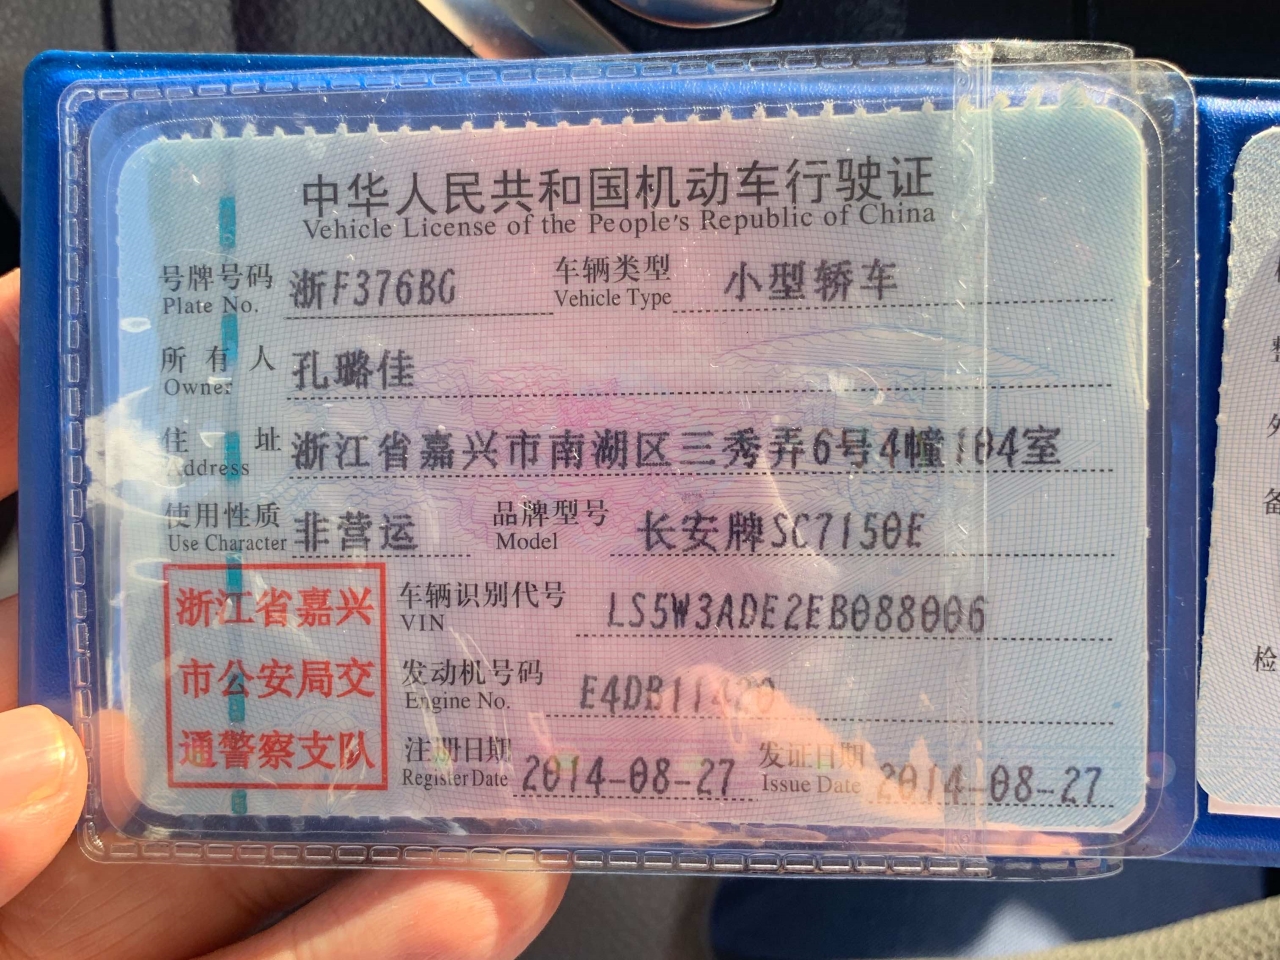 中华人民共和国机动车行驶证
Vehicle License of the People's Republic of China
号牌号码 浙F376BG 车辆类型 小型轿车
Plate No. Vehicle Type
所有人 孔璐佳
Owner
住址 浙江省嘉兴市南湖区三秀弄6号4幢104室
Address
使用性质 非营运 品牌型号 长安牌SC7150E
Use Character Model
浙江省嘉兴
市公安局交
通警察支队
车辆识别代号 LS5W3ADE2EB088006
VIN
发动机号码 E4DB11420
Engine No.
注册日期 2014-08-27 发证日期 2014-08-27
Register Date Issue Date
备
检